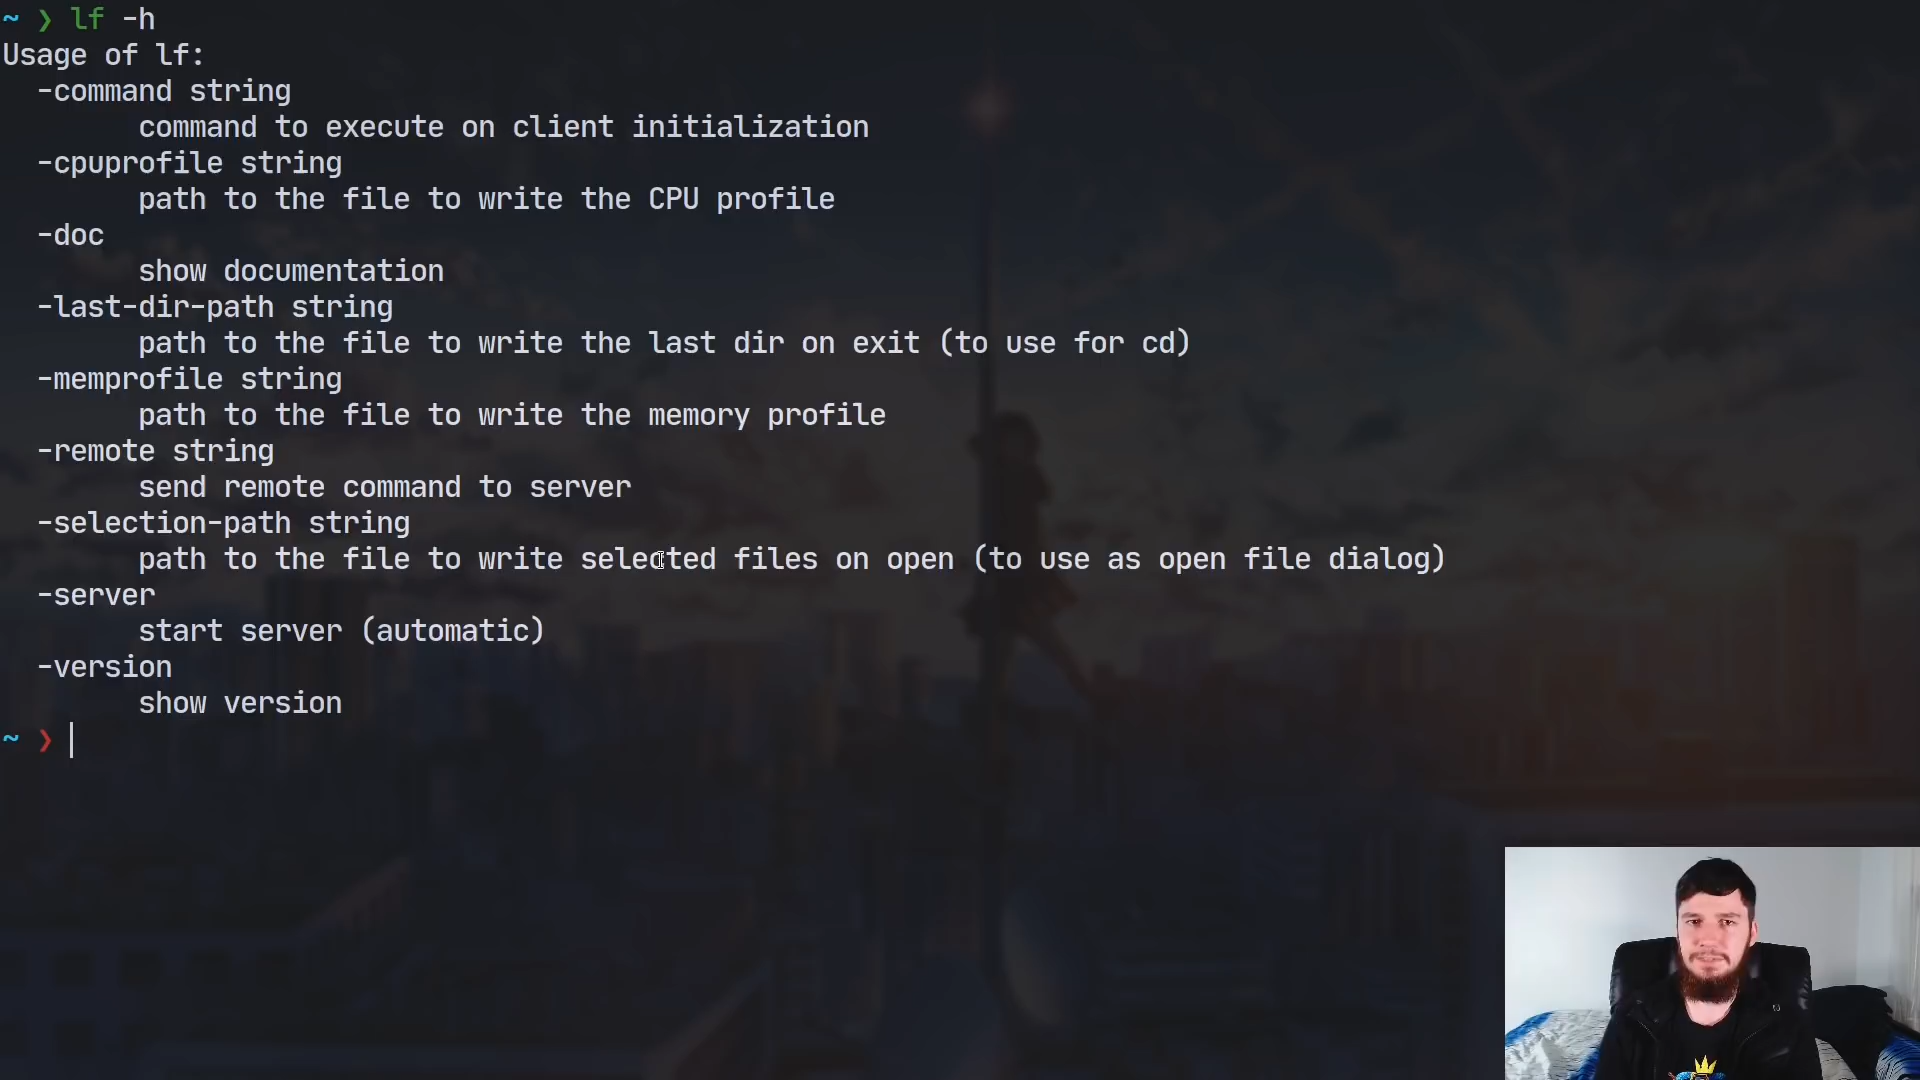 ~ ❯ lf -h
Usage of lf:
-command string
command to execute on client initialization
-cpuprofile string
path to the file to write the CPU profile
-doc
show documentation
-last-dir-path string
path to the file to write the last dir on exit (to use for cd)
-memprofile string
path to the file to write the memory profile
-remote string
send remote command to server
-selection-path string
path to the file to write selected files on open (to use as open file dialog)
-server
start server (automatic)
-version
show version
~ ❯